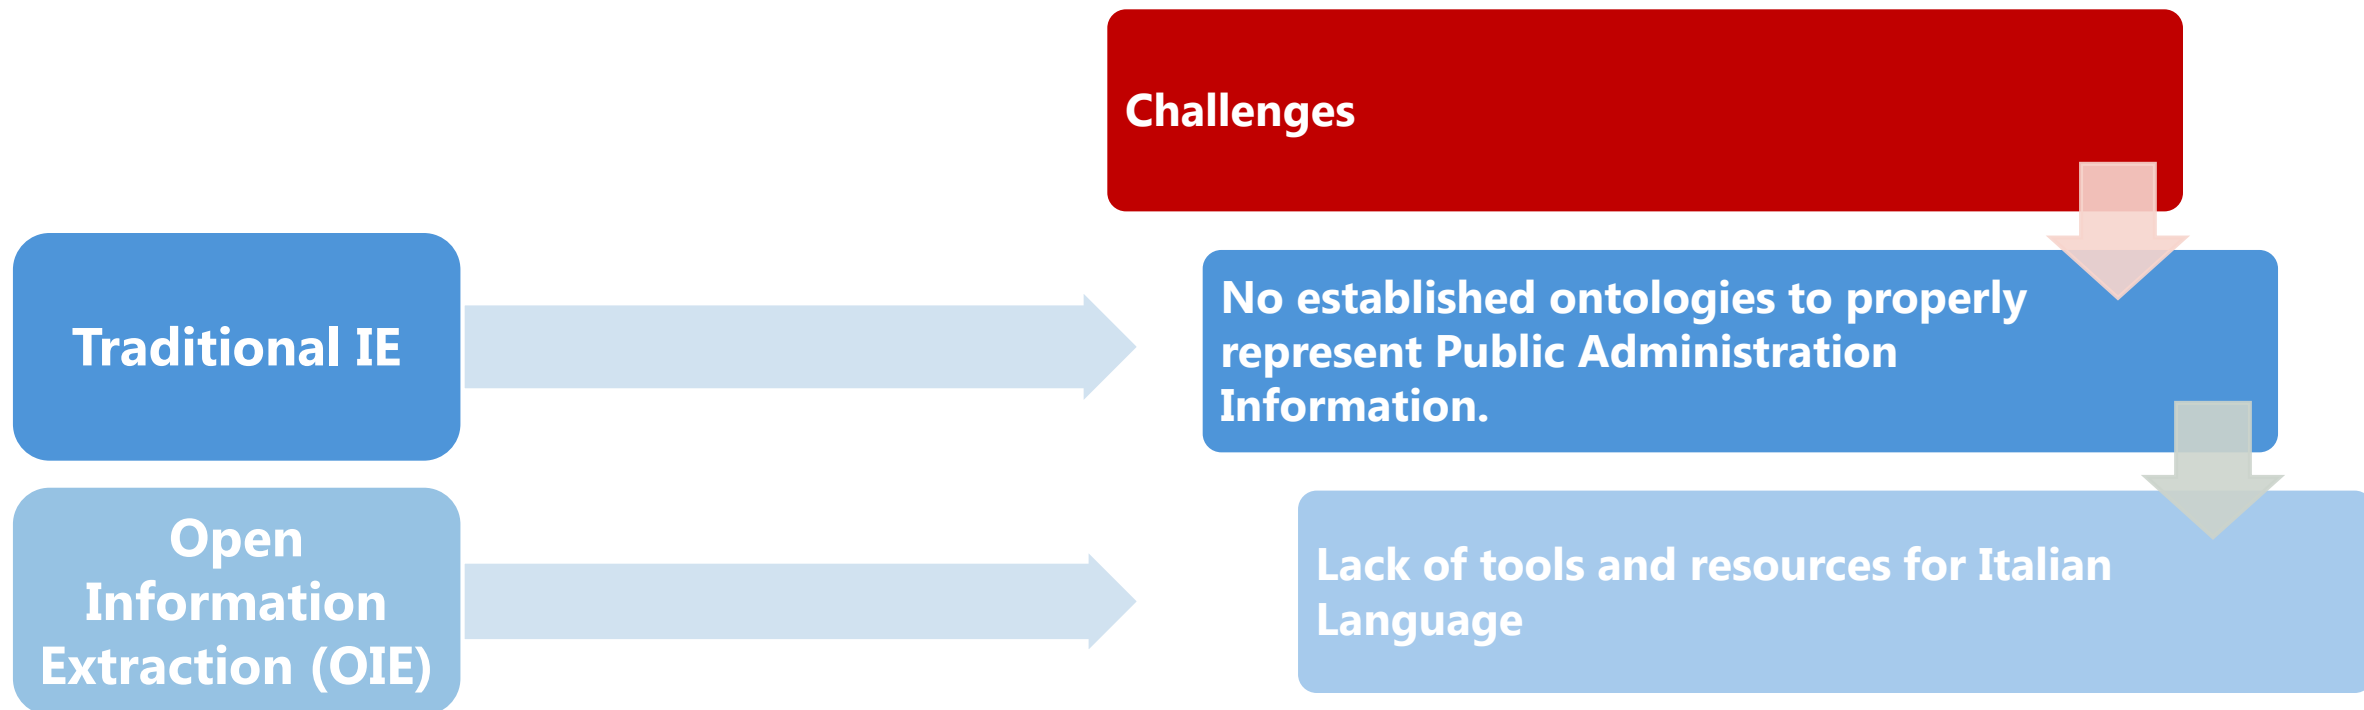 Challenges
Traditional IE
No established ontologies to properly
represent Public Administration
Information.
Open
Information
Extraction (OIE)
Lack of tools and resources for Italian
Language